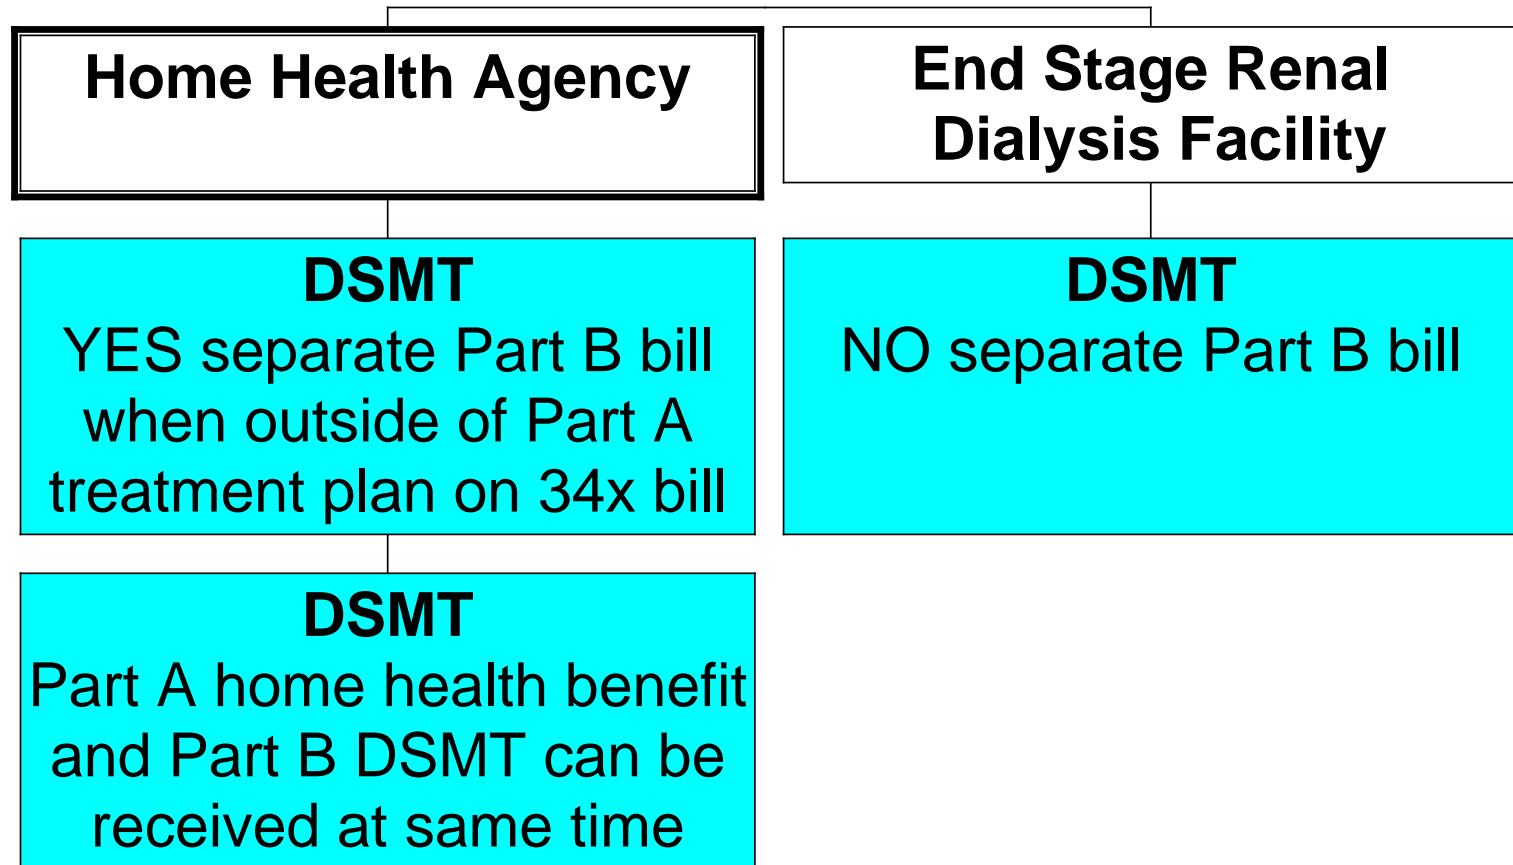 Home Health Agency
End Stage Renal
Dialysis Facility
DSMT
YES separate Part B bill
when outside of Part A
treatment plan on 34x bill
DSMT
NO separate Part B bill
DSMT
Part A home health benefit
and Part B DSMT can be
received at same time